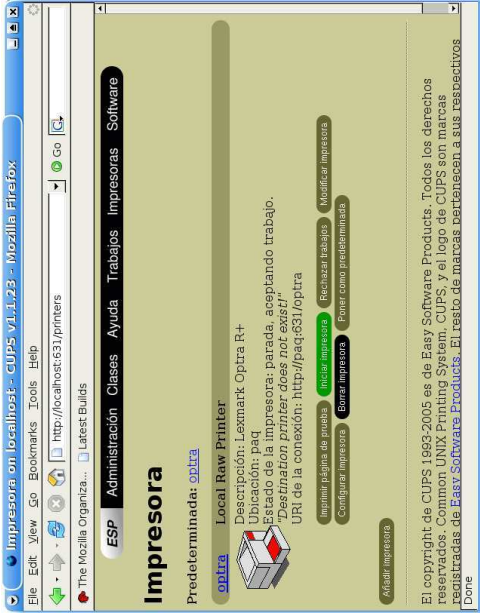 Impresora on localhost - CUPS v1.1.23 - Mozilla Firefox
File Edit View Go Bookmarks Tools Help
http://localhost:631/printers Go
The Mozilla Organiza... Latest Builds
ESP Administración Clases Ayuda Trabajos Impresoras Software
Impresora
Predeterminada: optra
optra Local Raw Printer
Descripción: Lexmark Optra R+
Ubicación: paq
Estado de la impresora: parada, aceptando trabajo.
"Destination printer does not exist!"
URI de la conexión: http://paq:631/optra
Imprimir página de prueba Iniciar impresora Rechazar trabajos Modificar impresora
Configurar impresora Borrar impresora Poner como predeterminada
Añadir impresora
El copyright de CUPS 1993-2005 es de Easy Software Products. Todos los derechos
reservados. Common UNIX Printing System, CUPS, y el logo de CUPS son marcas
registradas de Easy Software Products. El resto de marcas pertenecen a sus respectivos
Done